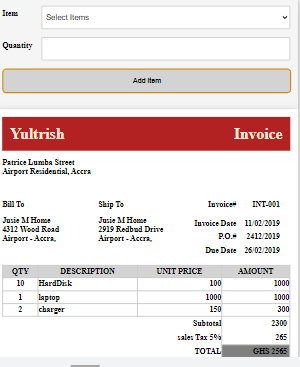 Item
Select Items
Quantity
Add Item
Yultrish Invoice
Patrice Lumba Street
Airport Residential, Accra
Bill To Ship To Invoice# INT-001
Jusie M Home Jusie M Home Invoice Date 11/02/2019
4312 Wood Road 2919 Redbud Drive P.O.# 2412/2019
Airport - Accra, Airport - Accra, Due Date 26/02/2019
QTY DESCRIPTION UNIT PRICE AMOUNT
10 HardDisk 100 1000
1 laptop 1000 1000
2 charger 150 300
Subtotal 2300
sales Tax 5% 265
TOTAL GHS 2565